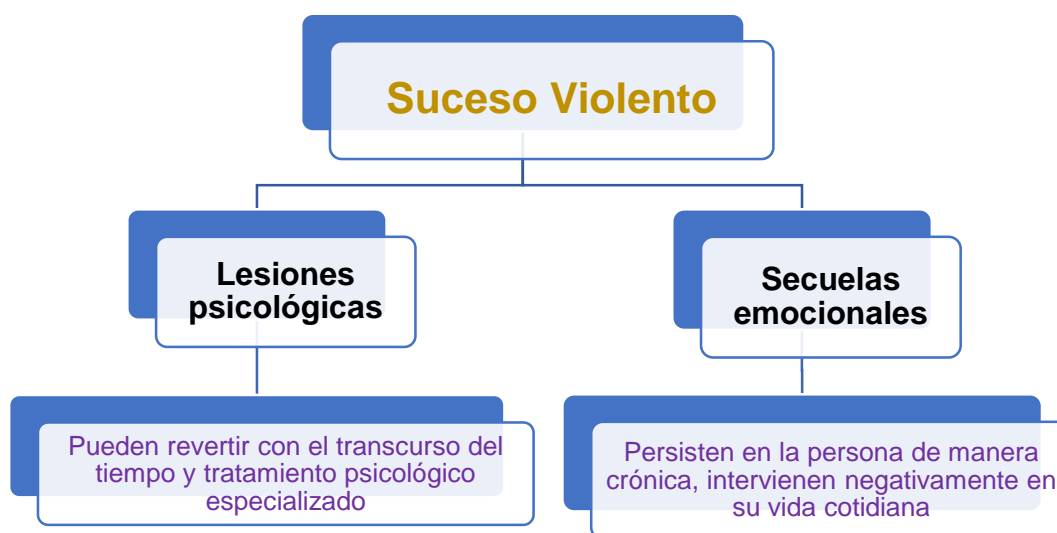 Suceso Violento
Lesiones
psicológicas
Secuelas
emocionales
Pueden revertir con el transcurso del
tiempo y tratamiento psicológico
especializado
Persisten en la persona de manera
crónica, intervienen negativamente en
su vida cotidiana